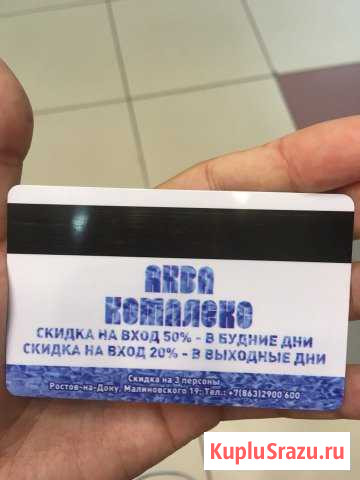 АКВА
КОМПЛЕКС
СКИДКА НА ВХОД 50% - В БУДНИЕ ДНИ
СКИДКА НА ВХОД 20% - В ВЫХОДНЫЕ ДНИ
Скидка на 3 персоны
Ростов-на-Дону, Малиновского 19; Тел.: +7(863)2900 600
KupluSrazu.ru